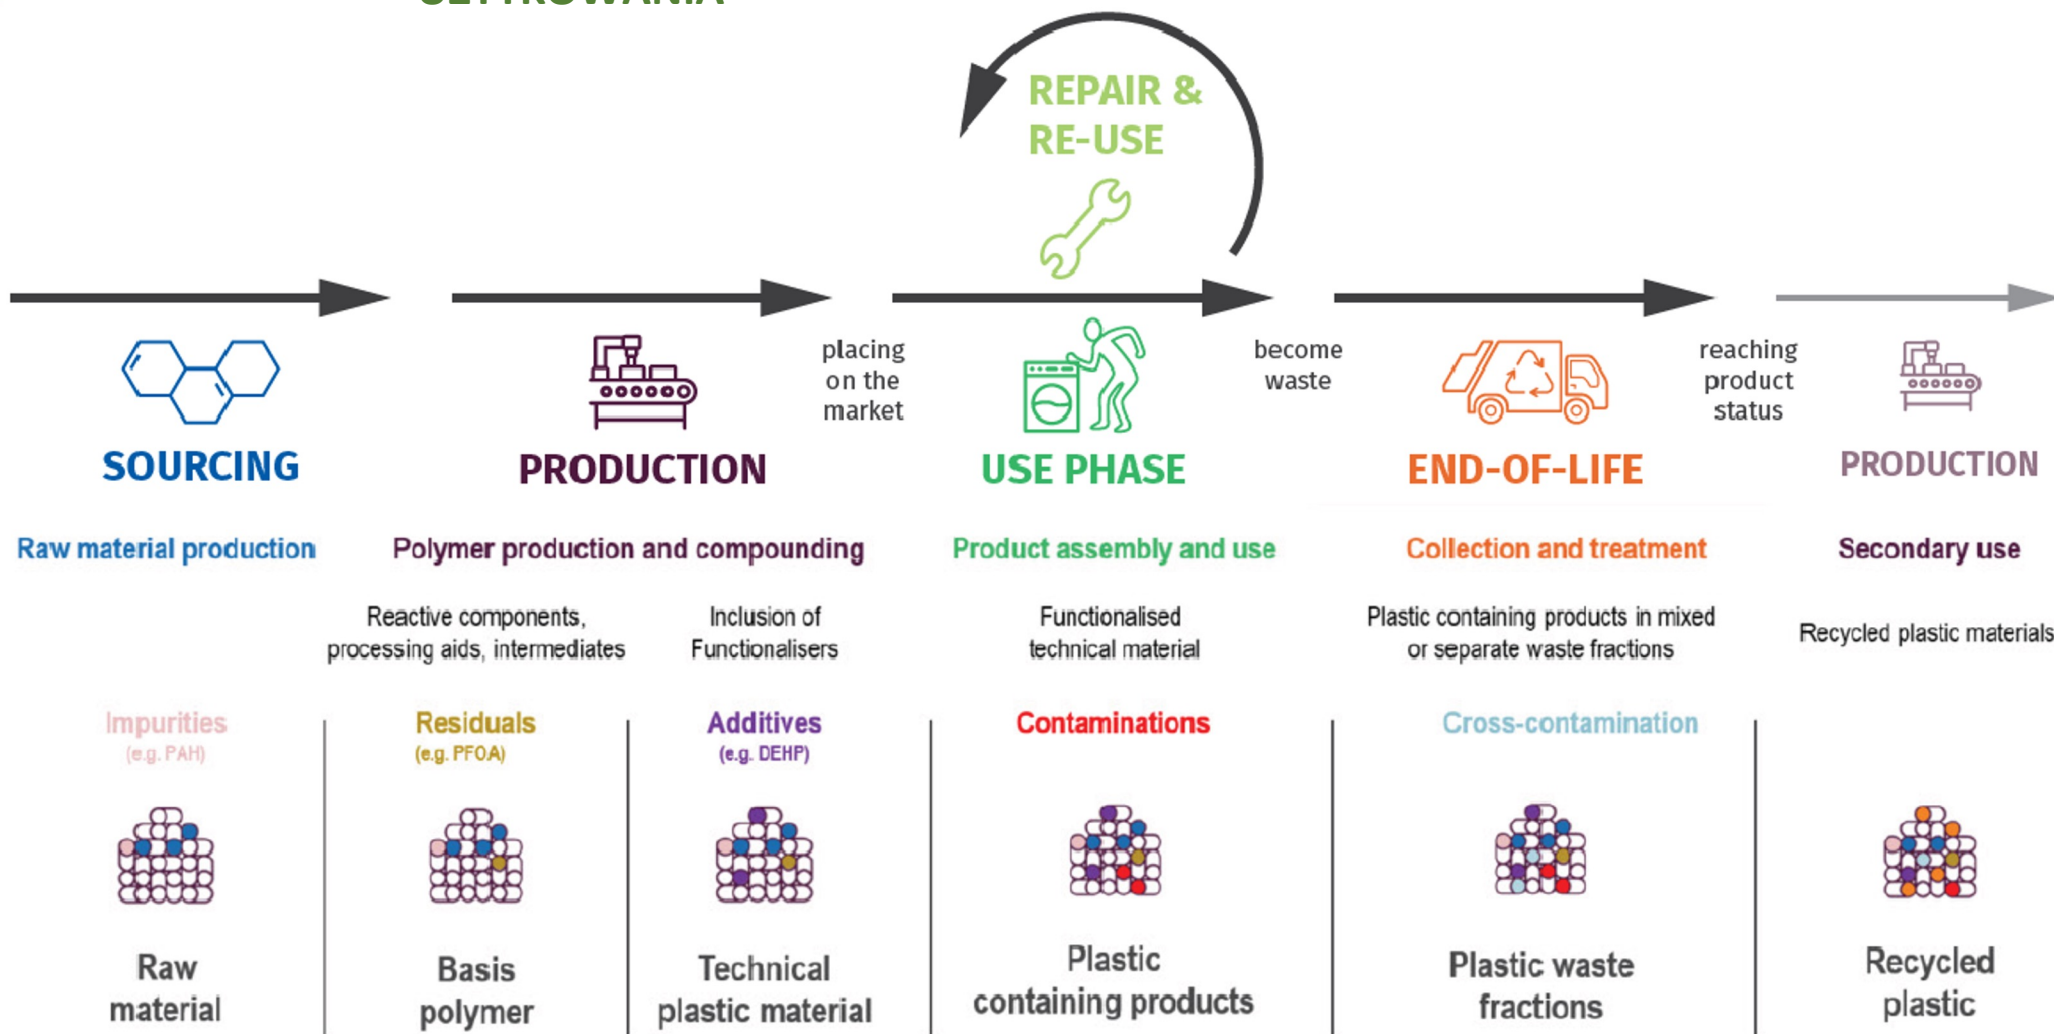 REPAIR &
RE-USE
placing
on the
market
become
waste
reaching
product
status
SOURCING
PRODUCTION
USE PHASE
END-OF-LIFE
PRODUCTION
Raw material production
Polymer production and compounding
Product assembly and use
Collection and treatment
Secondary use
Reactive components,
processing aids, intermediates
Inclusion of
Functionalisers
Functionalised
technical material
Plastic containing products in mixed
or separate waste fractions
Recycled plastic materials
Impurities
(e.g. PAH)
Residuals
(e.g. PFOA)
Additives
(e.g. DEHP)
Contaminations
Cross-contamination
Raw
material
Basis
polymer
Technical
plastic material
Plastic
containing products
Plastic waste
fractions
Recycled
plastic